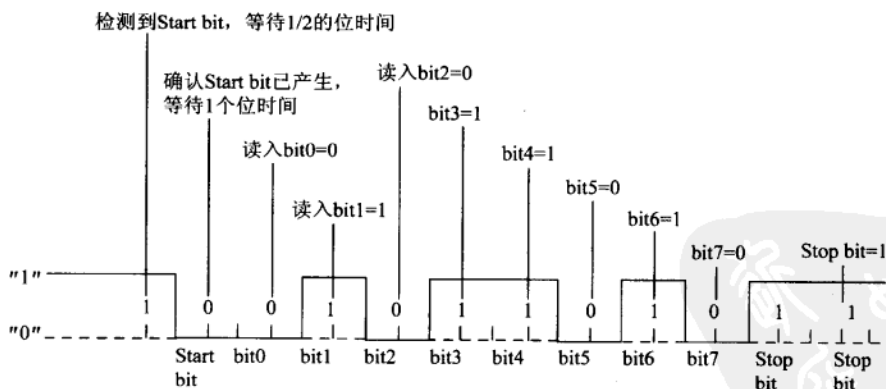 检测到Start bit，等待1/2的位时间
确认Start bit已产生，
等待1个位时间
读入bit0=0
读入bit1=1
读入bit2=0
bit3=1
bit4=1
bit5=0
bit6=1
bit7=0
Stop bit=1
"1"
1 0 0 1 0 1 1 0 1 0 1 1
"0"
Start bit
bit0
bit1
bit2
bit3
bit4
bit5
bit6
bit7
Stop bit
Stop bit